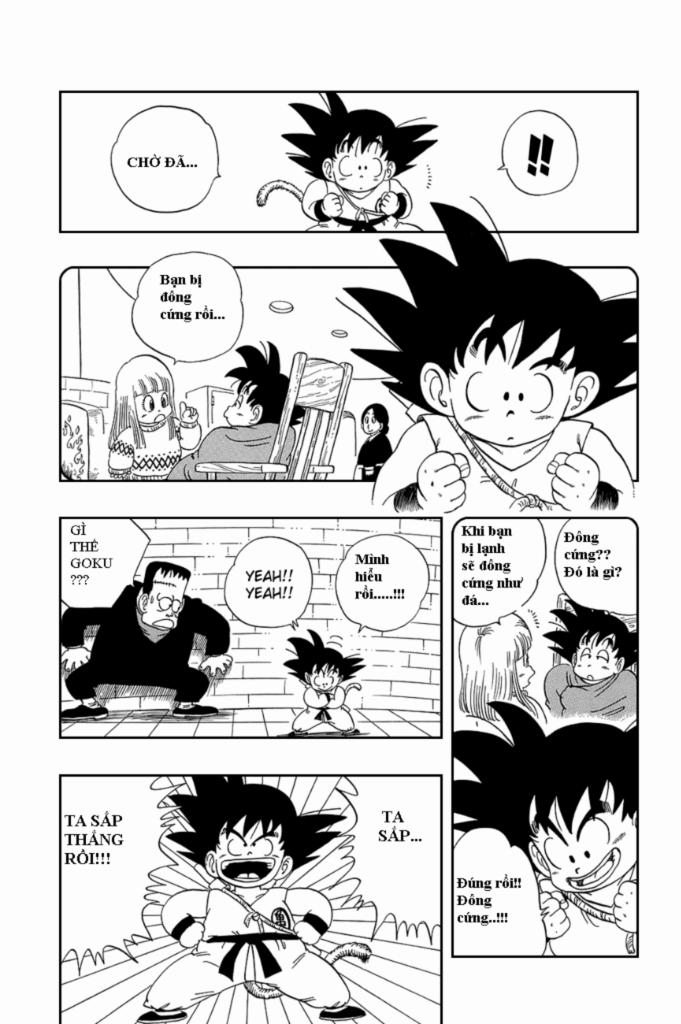 !!
CHỜ ĐÃ...
Bạn bị
đông
cứng rồi...
Đông
cứng??
Đó là gì?
Khi bạn
bị lạnh
sẽ đông
cứng như
đá...
Đúng rồi!!
Đông
cứng..!!!
Mình
hiểu
rồi.....!!!
YEAH!!
YEAH!!
GÌ
THẾ
GOKU
???
TA
SẮP...
TA SẮP
THẮNG
RỒI!!!
亀